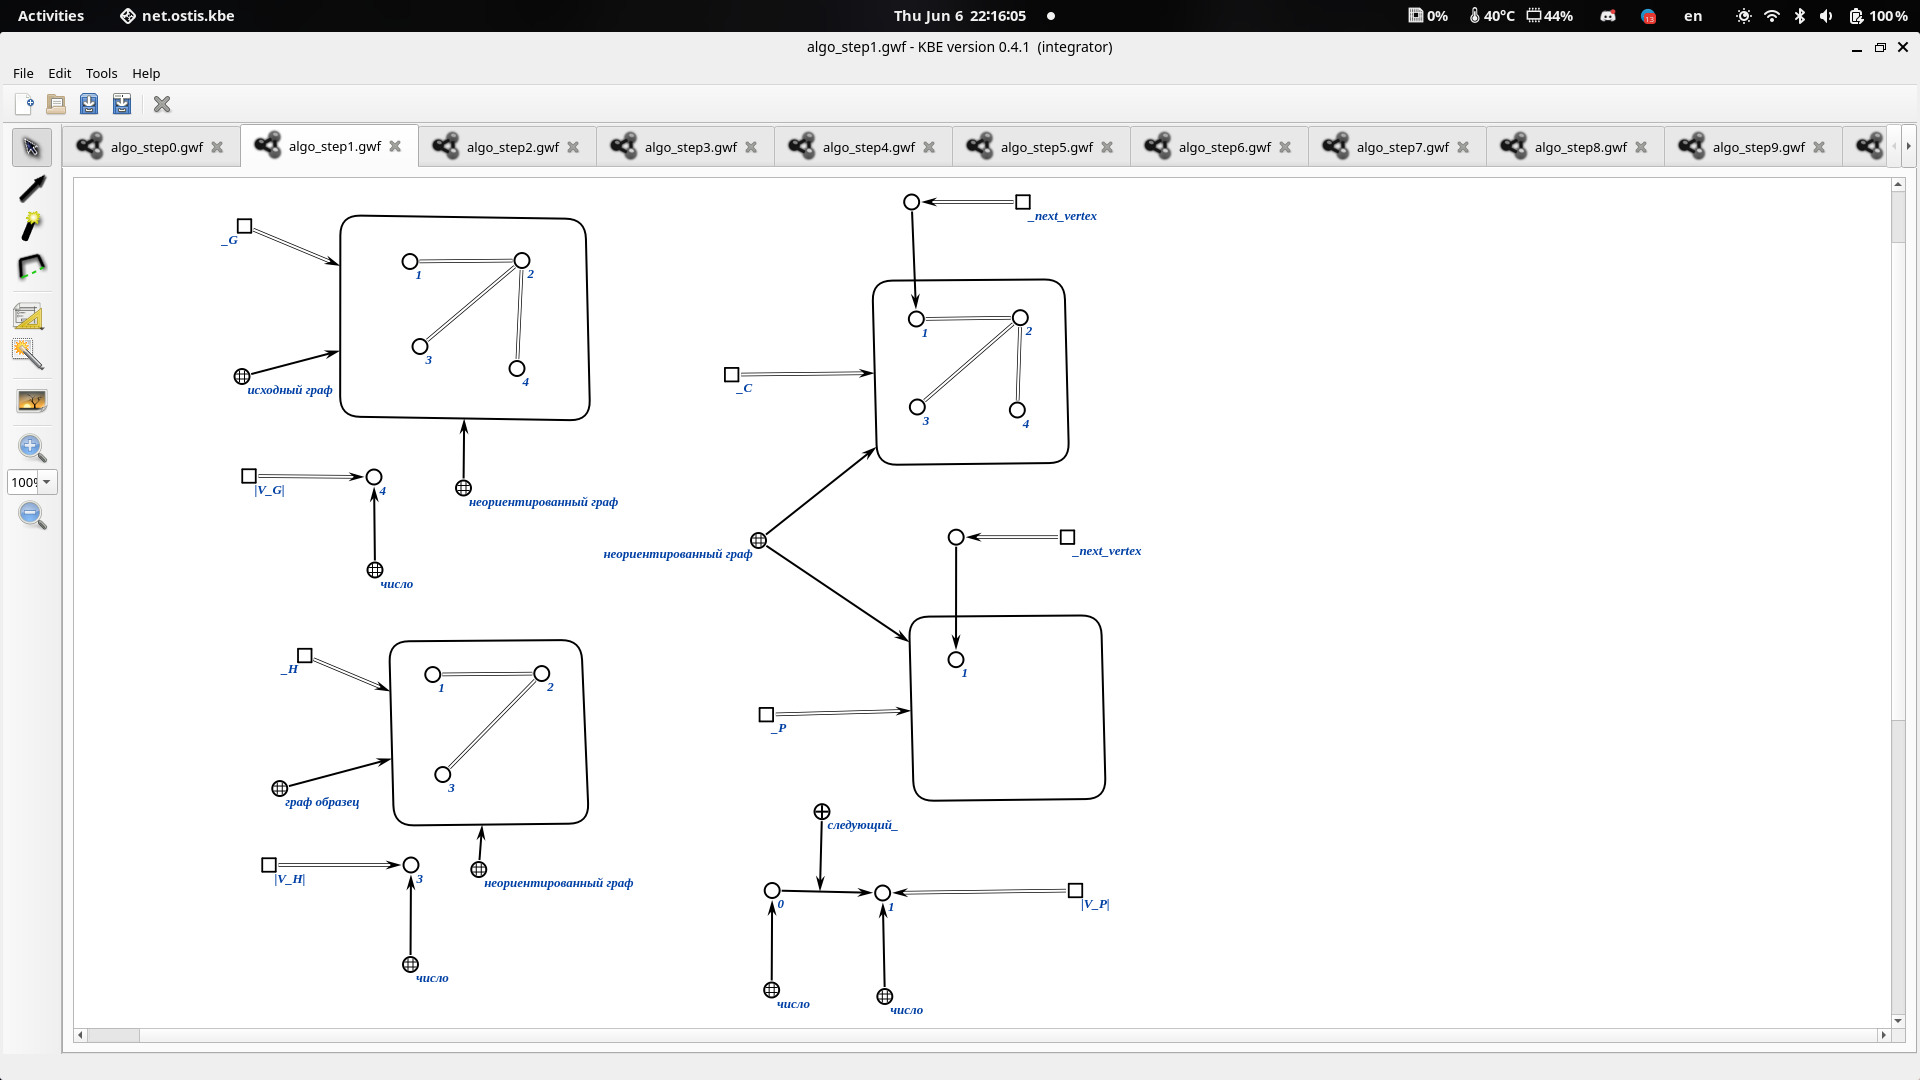 Activities net.ostis.kbe Thu Jun 6 22:16:05 0% 40°C 44% 13 en 100 %
algo_step1.gwf - KBE version 0.4.1 (integrator)
File Edit Tools Help
algo_step0.gwf algo_step1.gwf algo_step2.gwf algo_step3.gwf algo_step4.gwf algo_step5.gwf algo_step6.gwf algo_step7.gwf algo_step8.gwf algo_step9.gwf
100%
_G
1
2
3
4
исходный граф
|V_G|
4
неориентированный граф
число
_H
1
2
3
граф образец
|V_H|
3
неориентированный граф
число
_next_vertex
1
2
_C
3
4
неориентированный граф
_next_vertex
1
_P
следующий_
0
1
|V_P|
число
число